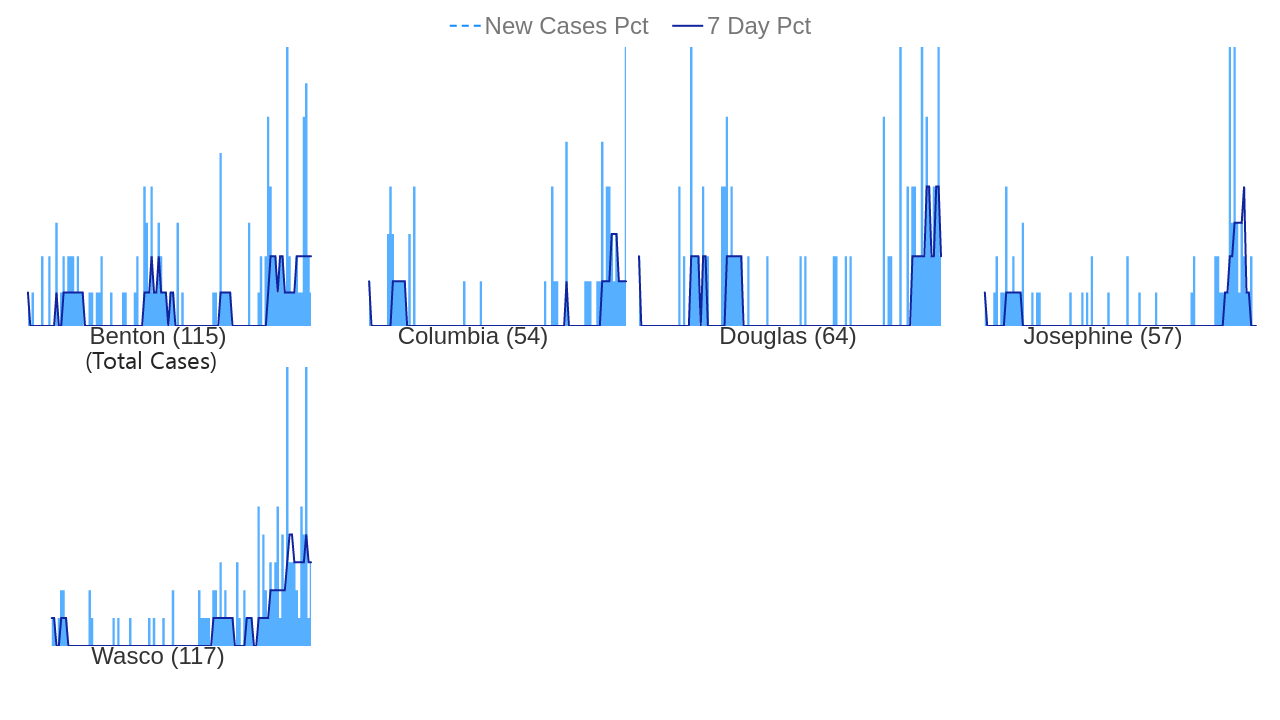 New Cases Pct 7 Day Pct
Benton (115) Columbia (54) Douglas (64) Josephine (57)
(Total Cases)
Wasco (117)